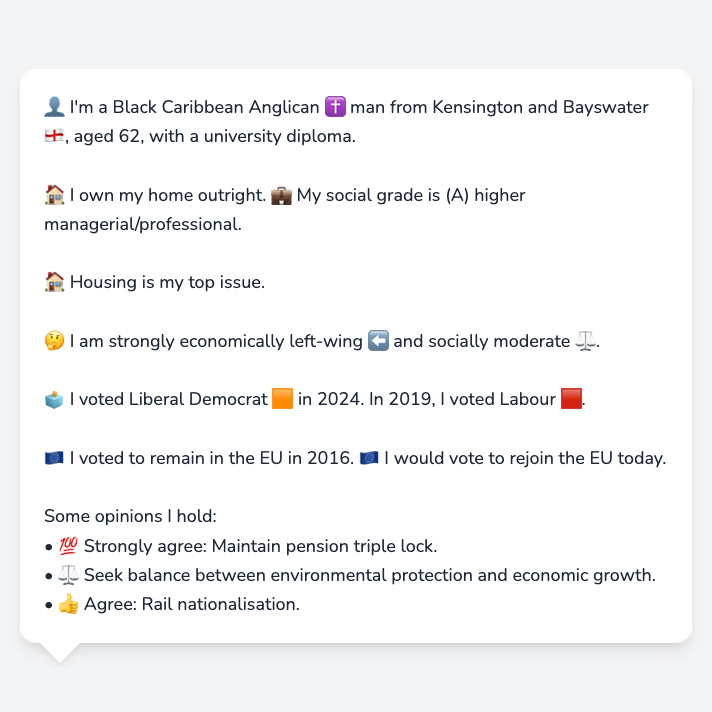 👤 I'm a Black Caribbean Anglican ✝️ man from Kensington and Bayswater
🏴󠁧󠁢󠁥󠁮󠁧󠁿, aged 62, with a university diploma.
🏠 I own my home outright. 💼 My social grade is (A) higher
managerial/professional.
🏠 Housing is my top issue.
🤔 I am strongly economically left-wing ⬅️ and socially moderate ⚖️.
🗳️ I voted Liberal Democrat 🟧 in 2024. In 2019, I voted Labour 🟥.
🇪🇺 I voted to remain in the EU in 2016. 🇪🇺 I would vote to rejoin the EU today.
Some opinions I hold:
• 💯 Strongly agree: Maintain pension triple lock.
• ⚖️ Seek balance between environmental protection and economic growth.
• 👍 Agree: Rail nationalisation.